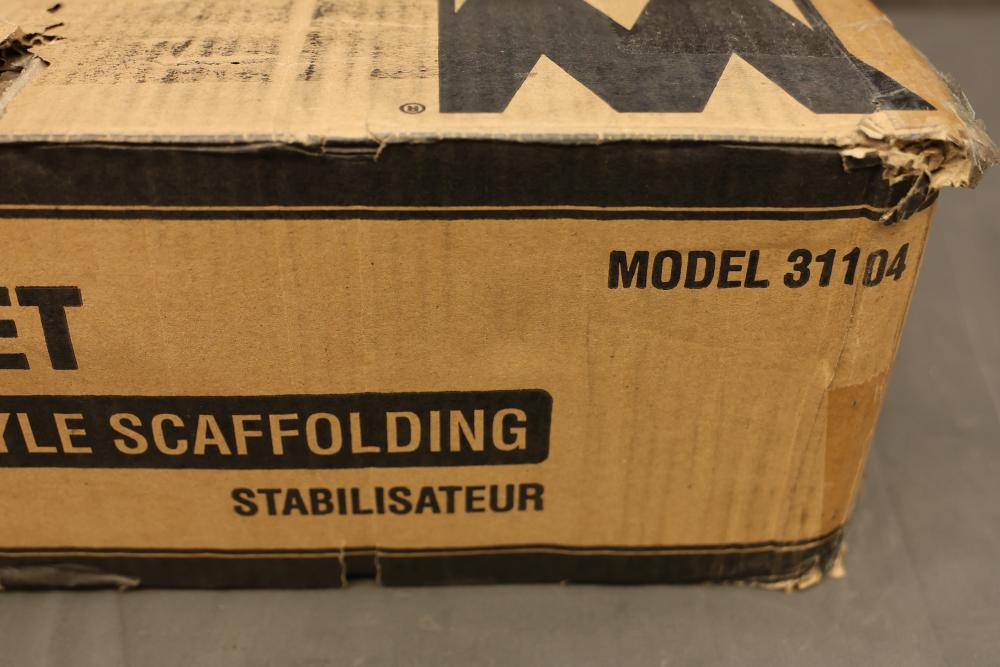 ®
MODEL 31104
ET
YLE SCAFFOLDING
STABILISATEUR